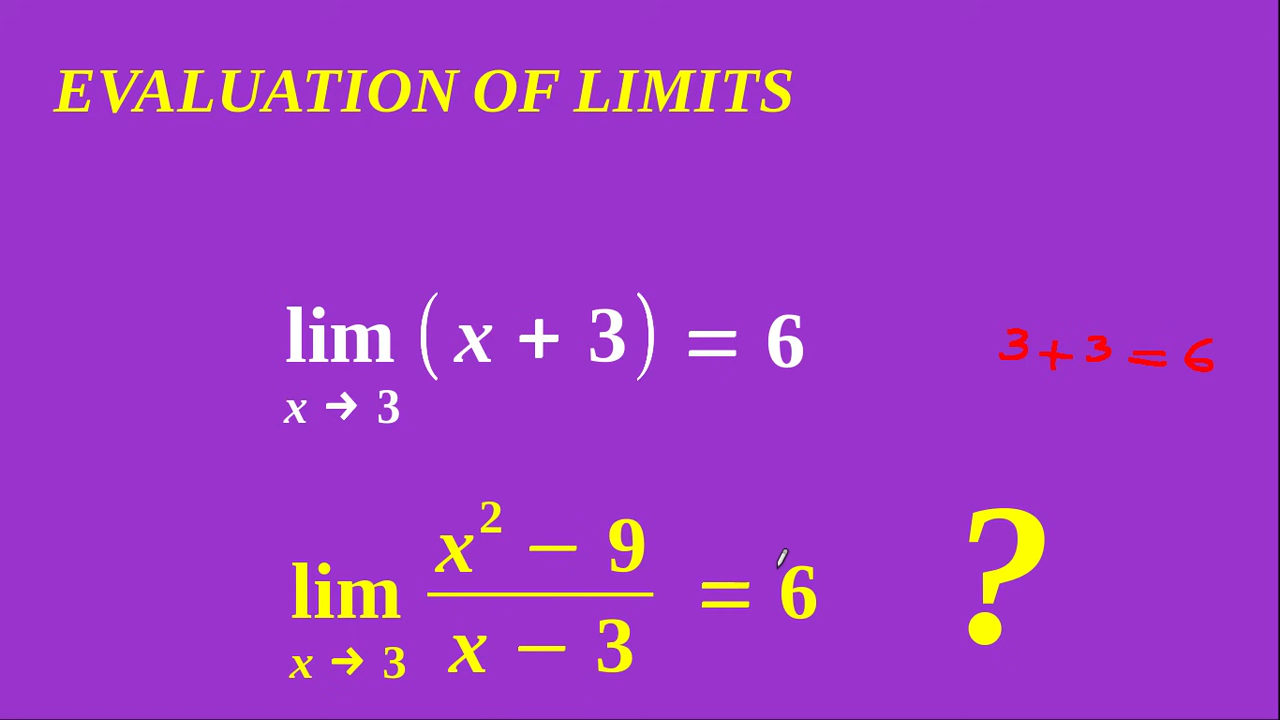 EVALUATION OF LIMITS
lim (x + 3) = 6
x → 3
3 + 3 = 6
lim x² − 9 / x − 3 = 6 ?
x → 3